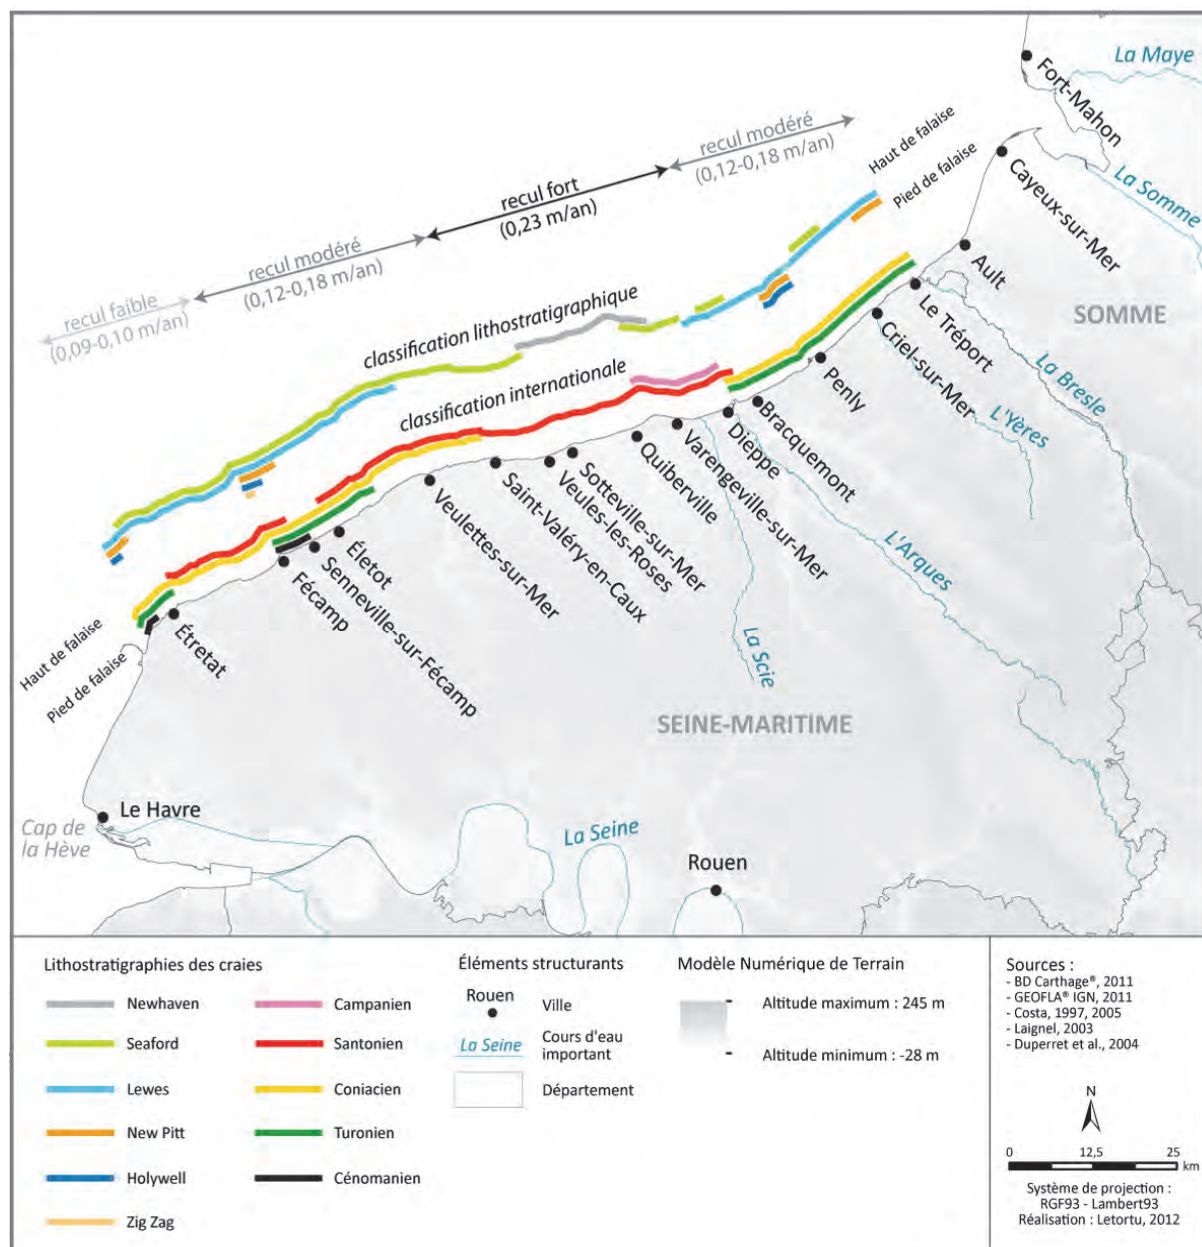 La Maye
Fort-Mahon
La Somme
Cayeux-sur-Mer
Ault
SOMME
Le Tréport
La Bresle
Criel-sur-Mer
L'Yères
Penly
Bracquemont
Dieppe
L'Arques
Varengeville-sur-Mer
Quiberville
La Scie
Sotteville-sur-Mer
Veules-les-Roses
Saint-Valéry-en-Caux
Veulettes-sur-Mer
Életot
Senneville-sur-Fécamp
Fécamp
Étretat
recul modéré
(0,12-0,18 m/an)
Haut de falaise
Pied de falaise
recul fort
(0,23 m/an)
recul modéré
(0,12-0,18 m/an)
recul faible
(0,09-0,10 m/an)
classification lithostratigraphique
classification internationale
Haut de falaise
Pied de falaise
SEINE-MARITIME
Le Havre
Cap de
la Hève
La Seine
Rouen
Lithostratigraphies des craies
Newhaven
Seaford
Lewes
New Pitt
Holywell
Zig Zag
Campanien
Santonien
Coniacien
Turonien
Cénomanien
Éléments structurants
Rouen
Ville
La Seine
Cours d'eau
important
Département
Modèle Numérique de Terrain
Altitude maximum : 245 m
Altitude minimum : -28 m
Sources :
- BD Carthage®, 2011
- GEOFLA® IGN, 2011
- Costa, 1997, 2005
- Laignel, 2003
- Duperret et al., 2004
N
0 12,5 25
km
Système de projection :
RGF93 - Lambert93
Réalisation : Letortu, 2012